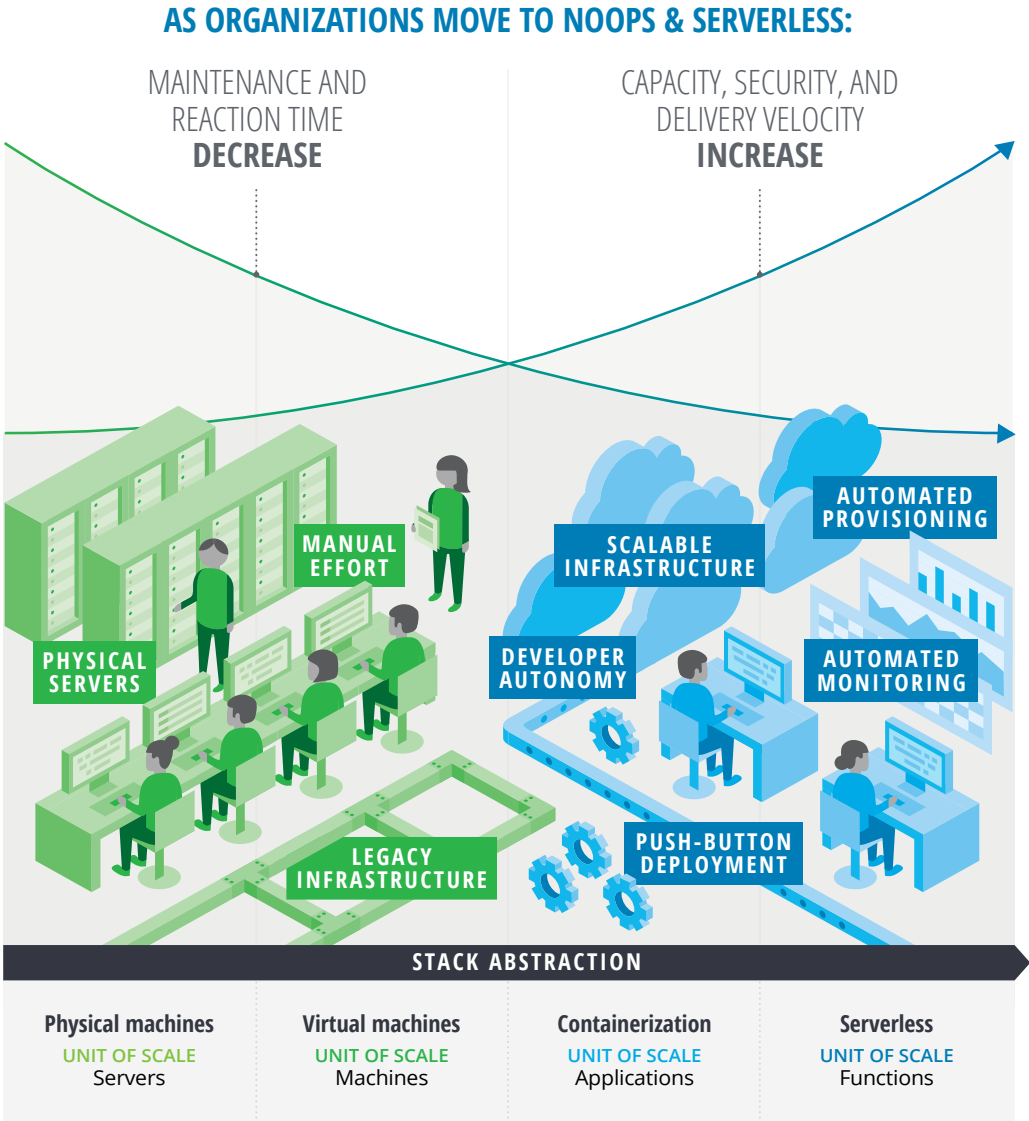 AS ORGANIZATIONS MOVE TO NOOPS & SERVERLESS:
MAINTENANCE AND
REACTION TIME
DECREASE
CAPACITY, SECURITY, AND
DELIVERY VELOCITY
INCREASE
MANUAL
EFFORT
PHYSICAL
SERVERS
LEGACY
INFRASTRUCTURE
AUTOMATED
PROVISIONING
SCALABLE
INFRASTRUCTURE
DEVELOPER
AUTONOMY
AUTOMATED
MONITORING
PUSH-BUTTON
DEPLOYMENT
STACK ABSTRACTION
Physical machines
UNIT OF SCALE
Servers
Virtual machines
UNIT OF SCALE
Machines
Containerization
UNIT OF SCALE
Applications
Serverless
UNIT OF SCALE
Functions